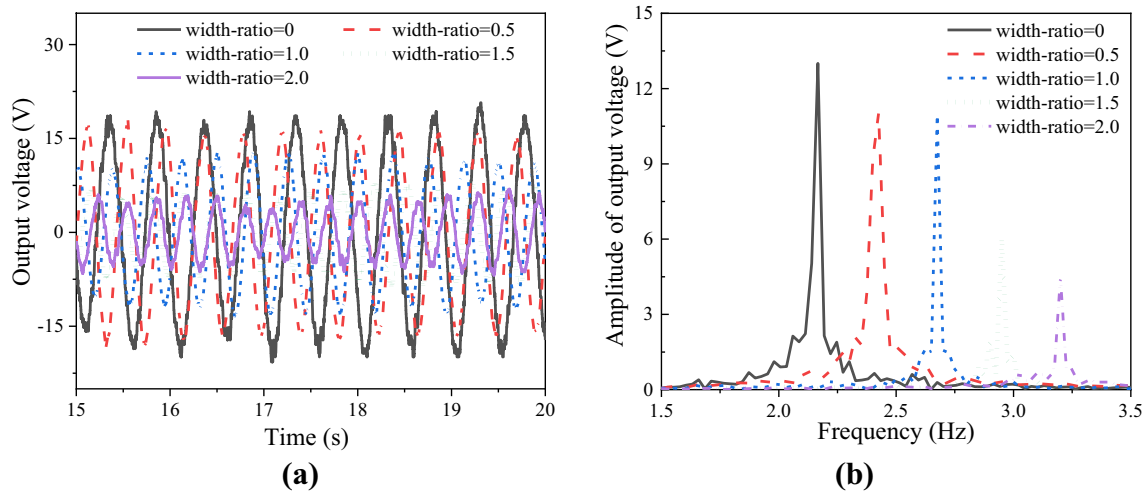 width-ratio=0 width-ratio=0.5
width-ratio=1.0 width-ratio=1.5
width-ratio=2.0
30
15
0
-15
Output voltage (V)
15 16 17 18 19 20
Time (s)
(a)
width-ratio=0
width-ratio=0.5
width-ratio=1.0
width-ratio=1.5
width-ratio=2.0
15
12
9
6
3
0
Amplitude of output voltage (V)
1.5 2.0 2.5 3.0 3.5
Frequency (Hz)
(b)